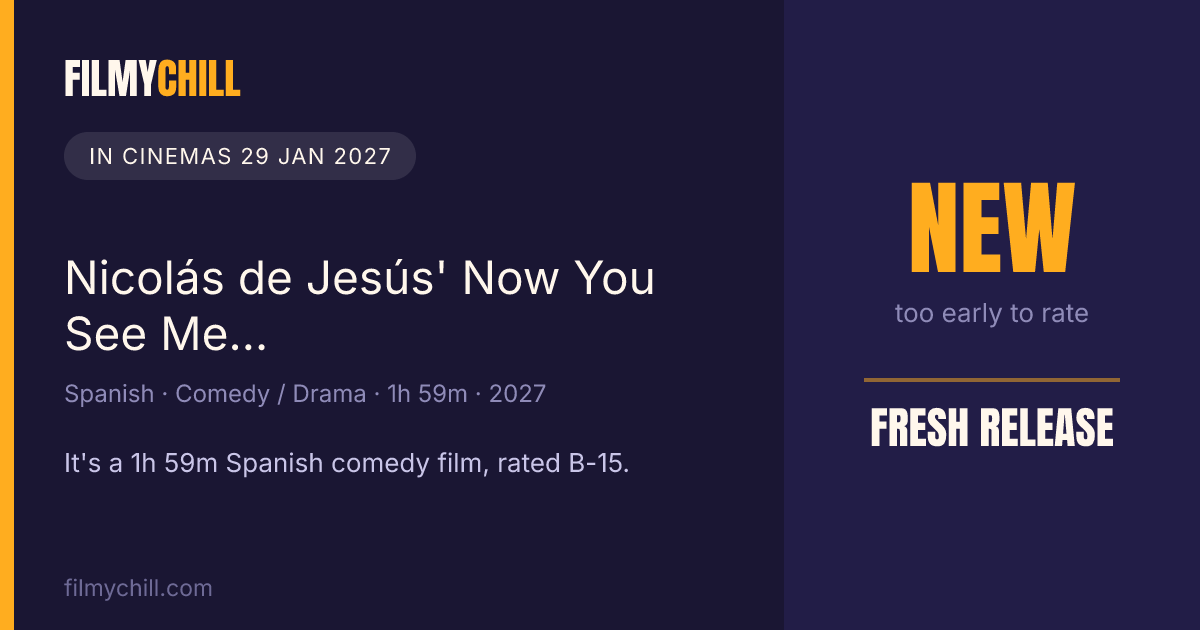 FILMYCHILL
IN CINEMAS 29 JAN 2027
Nicolás de Jesús' Now You
See Me...
Spanish · Comedy / Drama · 1h 59m · 2027
It's a 1h 59m Spanish comedy film, rated B-15.
filmychill.com
NEW
too early to rate
FRESH RELEASE